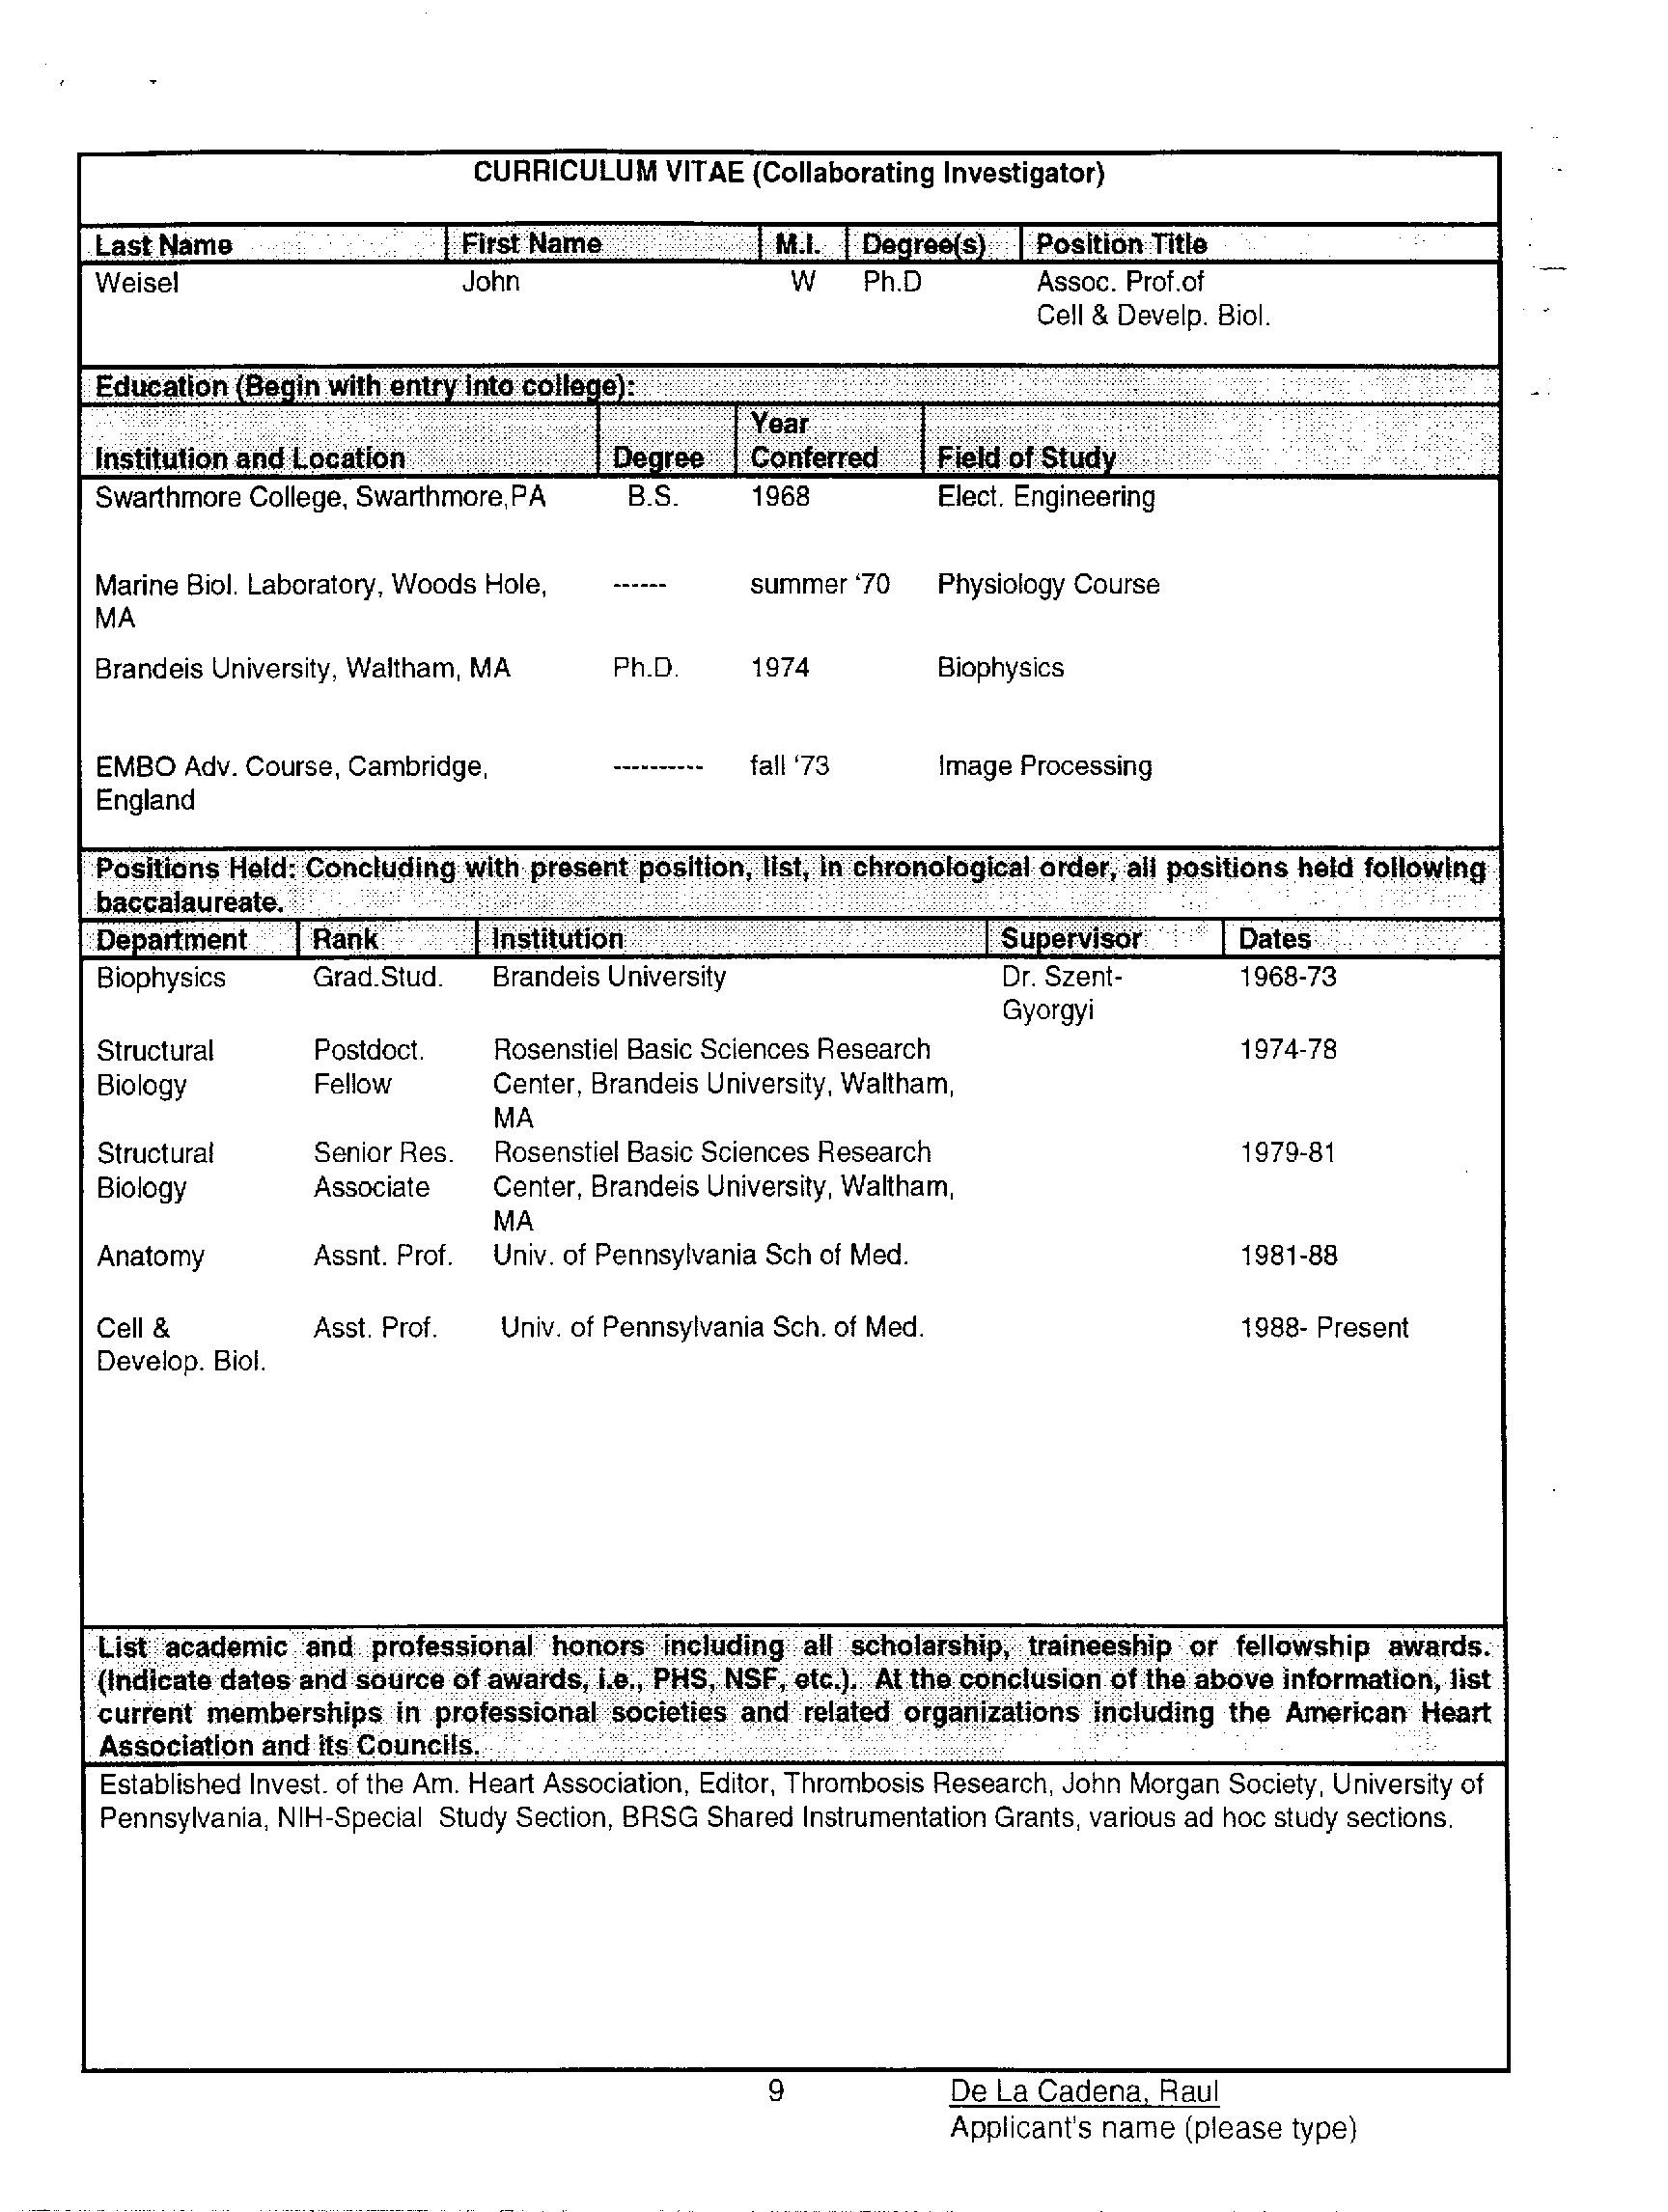 CURRICULUM VITAE (Collaborating Investigator)
Last Name First Name M.I. Degree(s) Position Title
Weisel John W Ph.D Assoc. Prof.of
Cell & Develp. Biol.
Education (Begin with entry into college):
Year
Institution and Location Degree Conferred Field of Study
Swarthmore College, Swarthmore,PA B.S. 1968 Elect. Engineering
Marine Biol. Laboratory, Woods Hole, ------ summer ‘70 Physiology Course
MA
Brandeis University, Waltham, MA Ph.D. 1974 Biophysics
EMBO Adv. Course, Cambridge, ---------- fall ‘73 Image Processing
England
Positions Held: Concluding with present position, list, in chronological order, all positions held following
baccalaureate.
Department Rank Institution Supervisor Dates
Biophysics Grad.Stud. Brandeis University Dr. Szent- 1968-73
Gyorgyi
Structural Postdoct. Rosenstiel Basic Sciences Research 1974-78
Biology Fellow Center, Brandeis University, Waltham,
MA
Structural Senior Res. Rosenstiel Basic Sciences Research 1979-81
Biology Associate Center, Brandeis University, Waltham,
MA
Anatomy Assnt. Prof. Univ. of Pennsylvania Sch of Med. 1981-88
Cell & Asst. Prof. Univ. of Pennsylvania Sch. of Med. 1988- Present
Develop. Biol.
List academic and professional honors including all scholarship, traineeship or fellowship awards.
(Indicate dates and source of awards, i.e., PHS, NSF, etc.). At the conclusion of the above information, list
current memberships in professional societies and related organizations including the American Heart
Association and its Councils.
Established Invest. of the Am. Heart Association, Editor, Thrombosis Research, John Morgan Society, University of
Pennsylvania, NIH-Special Study Section, BRSG Shared Instrumentation Grants, various ad hoc study sections.
9 De La Cadena, Raul
Applicant's name (please type)